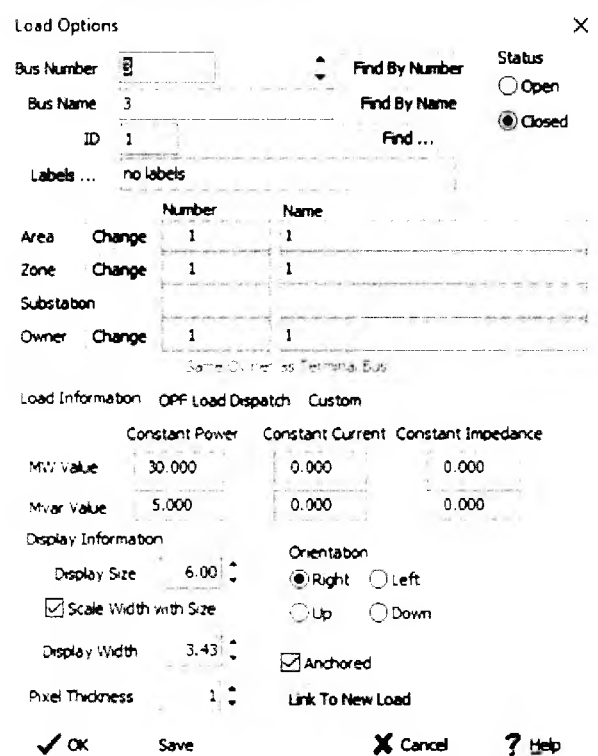 Load Options
Bus Number 3 Find By Number
Status
Open
Bus Name 3 Find By Name
Closed
ID 1 Find ...
Labels ... no labels
Number Name
Area Change 1 1
Zone Change 1 1
Substation
Owner Change 1 1
Same Owner as Terminal Bus
Load Information OPF Load Dispatch Custom
Constant Power Constant Current Constant Impedance
MW Value 30.000 0.000 0.000
Mvar Value 5.000 0.000 0.000
Display Information
Orientation
Display Size 6.00
Right Left
Scale Width with Size
Up Down
Display Width 3.43
Anchored
Pixel Thickness 1
Link To New Load
OK Save Cancel ? Help